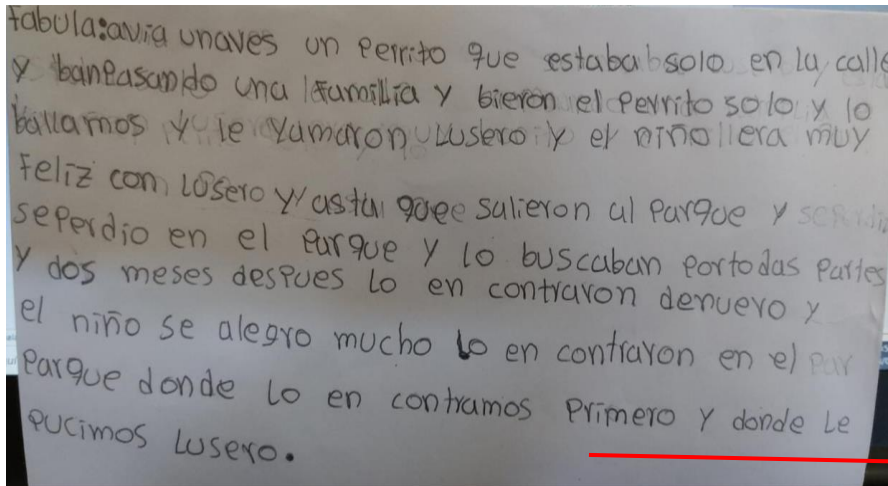 Fabula:avia unaves un perrito que estaba solo en la calle
y banpasando una familia y bieron el perrito solo y lo
ballamos y le yamaron Lusero y el niño era muy
Feliz con Lusero y asta que salieron al Parque y
seperdio en el Parque y lo buscaban portodas partes
y dos meses despues Lo en contraron denuevo y
el niño se alegro mucho Lo en contraron en el
Parque donde Lo en contramos Primero y donde Le
pucimos Lusero.